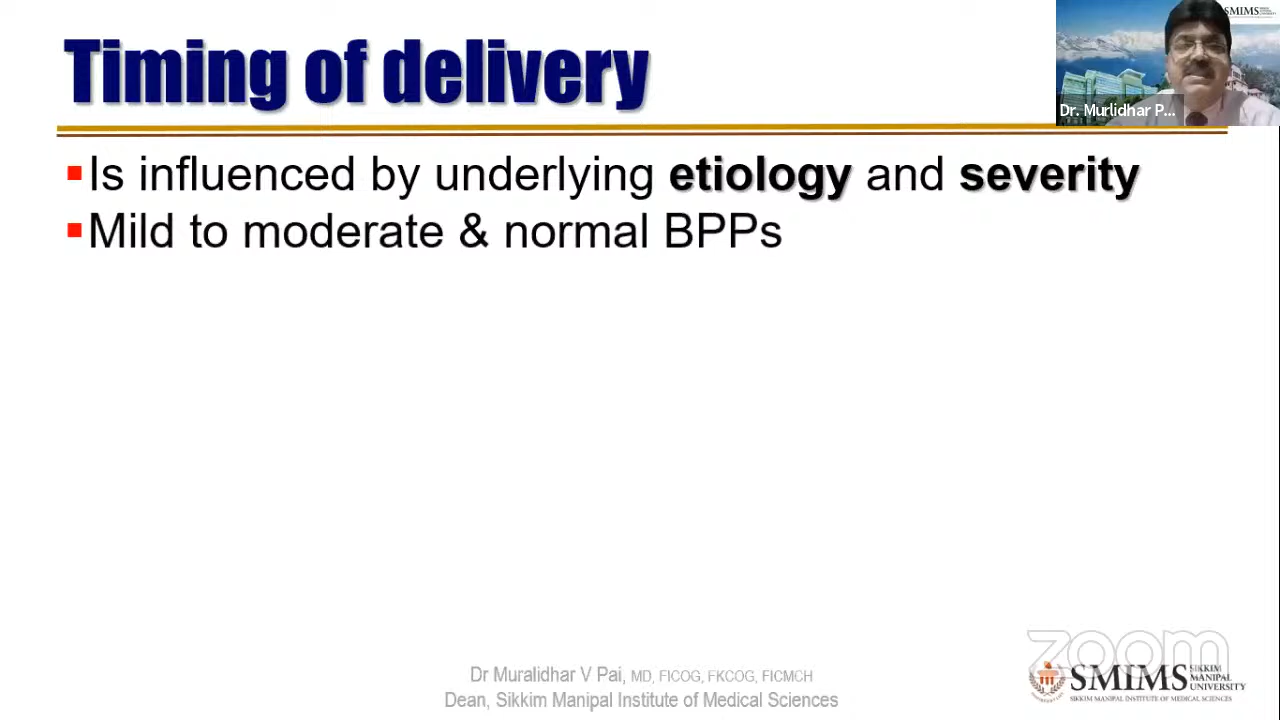 Timing of delivery
SMIMS
Dr. Murlidhar P...
Is influenced by underlying etiology and severity
Mild to moderate & normal BPPs
zoom
Dr Muralidhar V Pai, MD, FICOG, FKCOG, FICMCH
Dean, Sikkim Manipal Institute of Medical Sciences
SMIMS SIKKIM MANIPAL UNIVERSITY
SIKKIM MANIPAL INSTITUTE OF MEDICAL SCIENCES